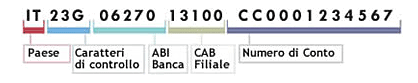 IT 23G 06270 13100 CC0001234567
Paese Caratteri di controllo ABI Banca CAB Filiale Numero di Conto